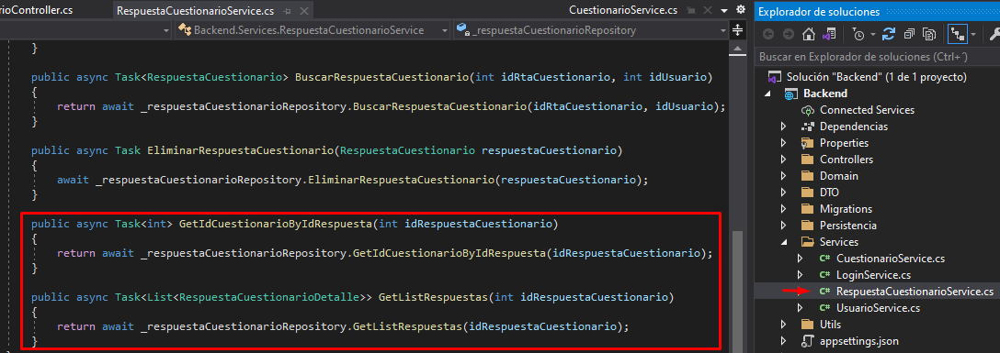 rioController.cs
RespuestaCuestionarioService.cs
CuestionarioService.cs
Backend.Services.RespuestaCuestionarioService
_respuestaCuestionarioRepository
}
public async Task<RespuestaCuestionario> BuscarRespuestaCuestionario(int idRtaCuestionario, int idUsuario)
{
return await _respuestaCuestionarioRepository.BuscarRespuestaCuestionario(idRtaCuestionario, idUsuario);
}
public async Task EliminarRespuestaCuestionario(RespuestaCuestionario respuestaCuestionario)
{
await _respuestaCuestionarioRepository.EliminarRespuestaCuestionario(respuestaCuestionario);
}
public async Task<int> GetIdCuestionarioByIdRespuesta(int idRespuestaCuestionario)
{
return await _respuestaCuestionarioRepository.GetIdCuestionarioByIdRespuesta(idRespuestaCuestionario);
}
public async Task<List<RespuestaCuestionarioDetalle>> GetListRespuestas(int idRespuestaCuestionario)
{
return await _respuestaCuestionarioRepository.GetListRespuestas(idRespuestaCuestionario);
}
Explorador de soluciones
Buscar en Explorador de soluciones (Ctrl+´)
Solución "Backend" (1 de 1 proyecto)
Backend
Connected Services
Dependencias
Properties
Controllers
Domain
DTO
Migrations
Persistencia
Services
C# CuestionarioService.cs
C# LoginService.cs
C# RespuestaCuestionarioService.cs
C# UsuarioService.cs
Utils
appsettings.json